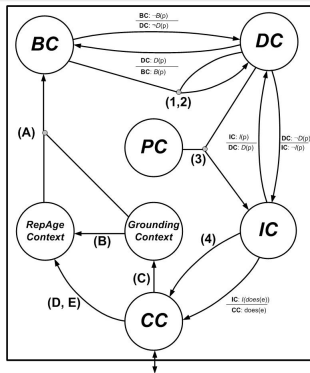 BC: ¬B(p)
DC: ¬D(p)
BC
DC
DC: D(p)
BC: B(p)
(1,2)
(A)
PC
(3)
IC: I(p)
DC: D(p)
DC: ¬D(p)
IC: ¬I(p)
RepAge
Context
(B)
Grounding
Context
(4)
IC
(C)
(D, E)
IC: I(does(e))
CC: does(e)
CC